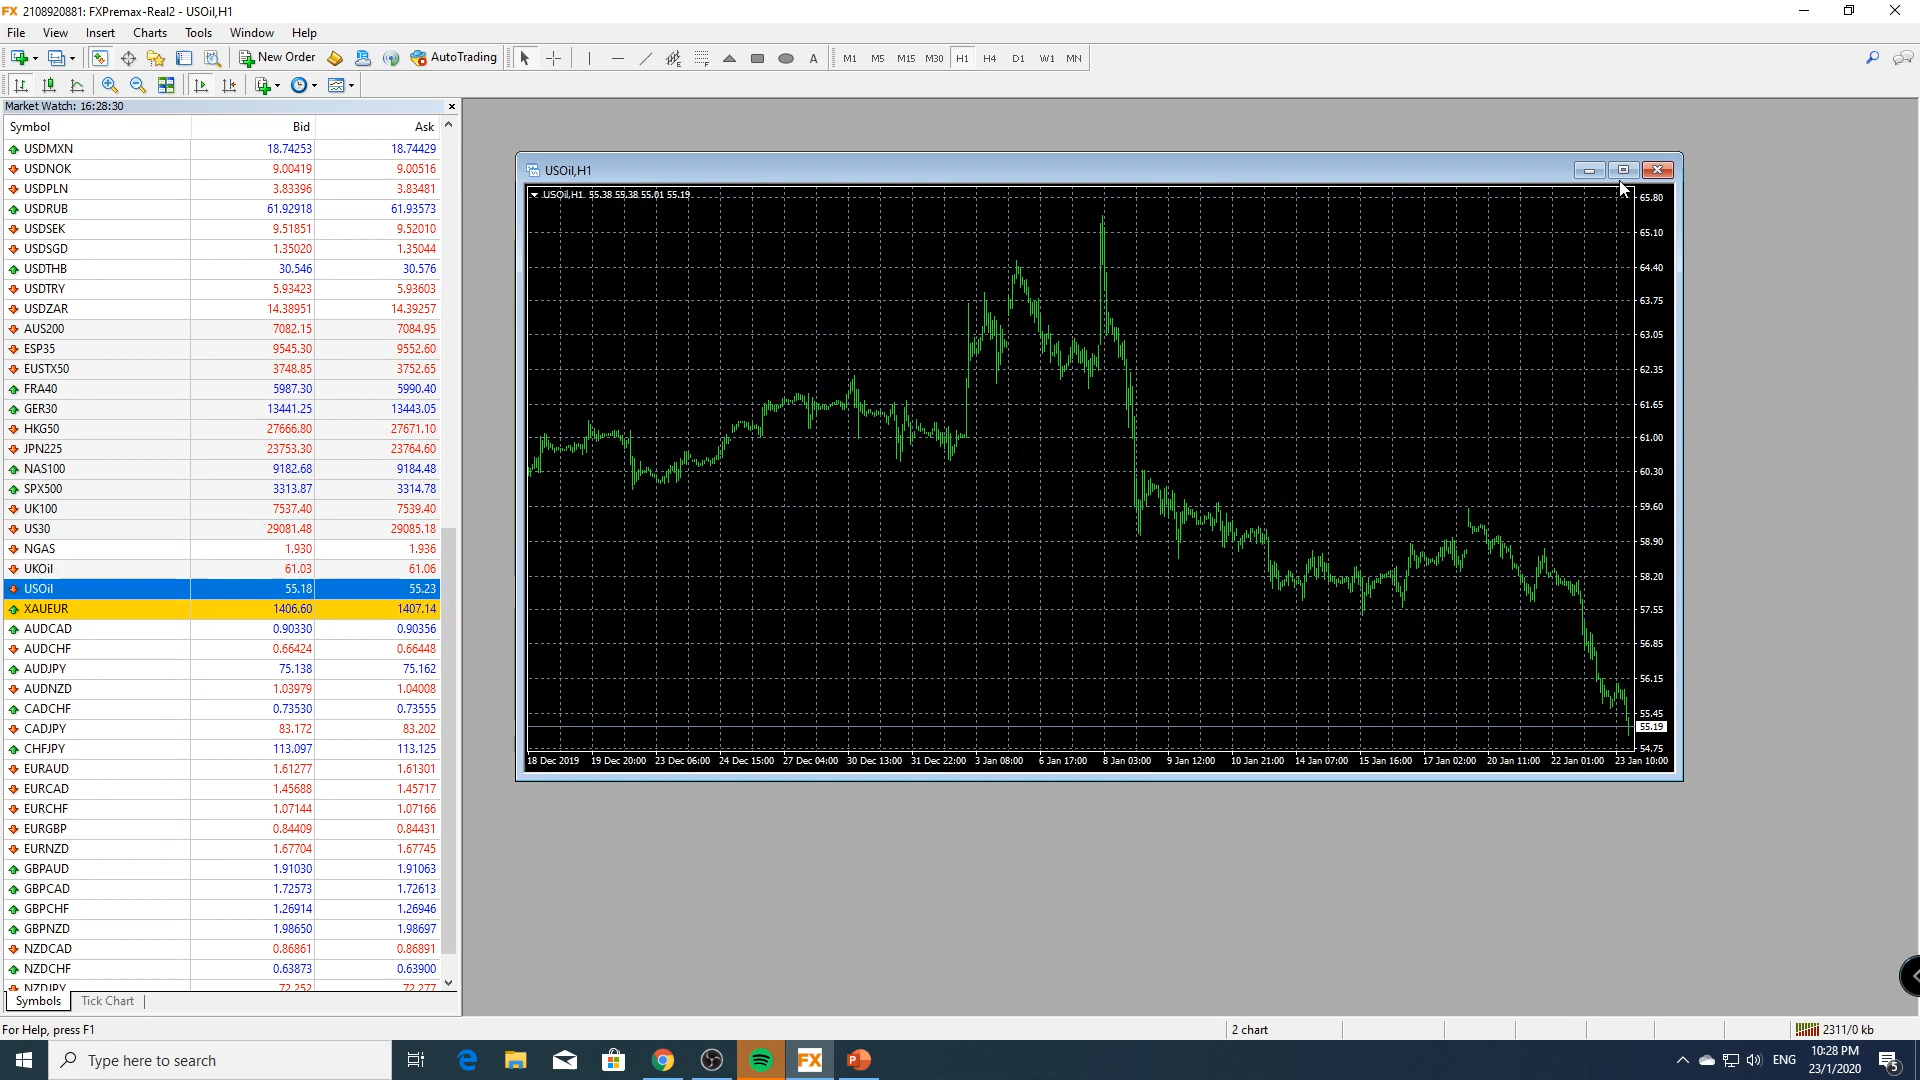 FX 2108920881: FXPremax-Real2 - USOil,H1
File View Insert Charts Tools Window Help
New Order AutoTrading A M1 M5 M15 M30 H1 H4 D1 W1 MN
Market Watch: 16:28:30
Symbol Bid Ask
USDMXN 18.74253 18.74429
USDNOK 9.00419 9.00516
USDPLN 3.83396 3.83481
USDRUB 61.92918 61.93573
USDSEK 9.51851 9.52010
USDSGD 1.35020 1.35044
USDTHB 30.546 30.576
USDTRY 5.93423 5.93603
USDZAR 14.38951 14.39257
AUS200 7082.15 7084.95
ESP35 9545.30 9552.60
EUSTX50 3748.85 3752.65
FRA40 5987.30 5990.40
GER30 13441.25 13443.05
HKG50 27666.80 27671.10
JPN225 23753.30 23764.60
NAS100 9182.68 9184.48
SPX500 3313.87 3314.78
UK100 7537.40 7539.40
US30 29081.48 29085.18
NGAS 1.930 1.936
UKOil 61.03 61.06
USOil 55.18 55.23
XAUEUR 1406.60 1407.14
AUDCAD 0.90330 0.90356
AUDCHF 0.66424 0.66448
AUDJPY 75.138 75.162
AUDNZD 1.03979 1.04008
CADCHF 0.73530 0.73555
CADJPY 83.172 83.202
CHFJPY 113.097 113.125
EURAUD 1.61277 1.61301
EURCAD 1.45688 1.45717
EURCHF 1.07144 1.07166
EURGBP 0.84409 0.84431
EURNZD 1.67704 1.67745
GBPAUD 1.91030 1.91063
GBPCAD 1.72573 1.72613
GBPCHF 1.26914 1.26946
GBPNZD 1.98650 1.98697
NZDCAD 0.86861 0.86891
NZDCHF 0.63873 0.63900
NZDJPY 72.252 72.277
Symbols Tick Chart
USOil,H1
USOil,H1 55.38 55.38 55.01 55.19
65.80
65.10
64.40
63.75
63.05
62.35
61.65
61.00
60.30
59.60
58.90
58.20
57.55
56.85
56.15
55.45
55.19
54.75
18 Dec 2019 19 Dec 20:00 23 Dec 06:00 24 Dec 15:00 27 Dec 04:00 30 Dec 13:00 31 Dec 22:00 3 Jan 08:00 6 Jan 17:00 8 Jan 03:00 9 Jan 12:00 10 Jan 21:00 14 Jan 07:00 15 Jan 16:00 17 Jan 02:00 20 Jan 11:00 22 Jan 01:00 23 Jan 10:00
For Help, press F1 2 chart 2311/0 kb
Type here to search FX ENG 10:28 PM
23/1/2020 5